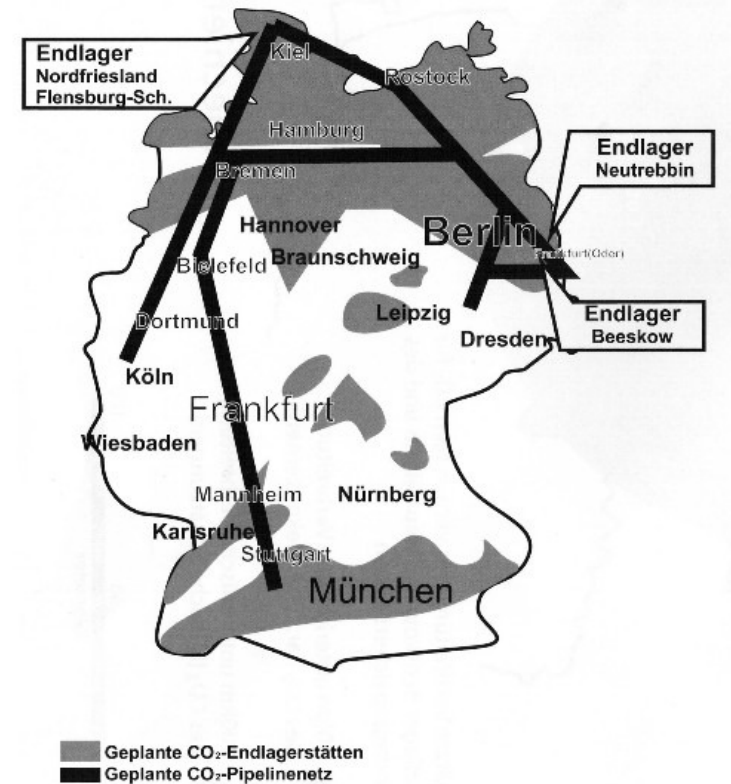 Endlager
Nordfriesland
Flensburg-Sch.
Kiel
Rostock
Hamburg
Bremen
Endlager
Neutrebbin
Hannover
Berlin
Braunschweig
Frankfurt(Oder)
Bielefeld
Leipzig
Endlager
Beeskow
Dortmund
Dresden
Köln
Frankfurt
Wiesbaden
Mannheim
Nürnberg
Karlsruhe
Stuttgart
München
Geplante CO₂-Endlagerstätten
Geplante CO₂-Pipelinenetz